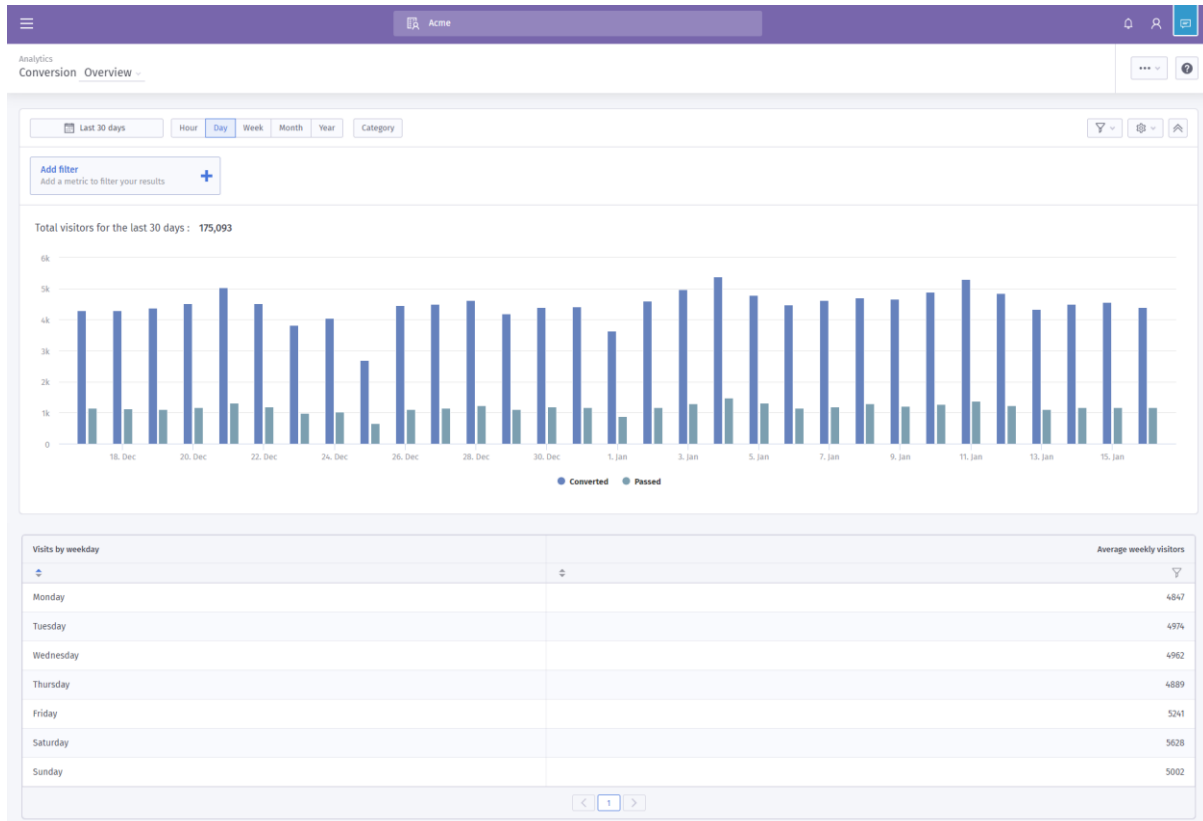 Acme
Analytics
Conversion Overview
Last 30 days Hour Day Week Month Year Category
Add filter
Add a metric to filter your results
Total visitors for the last 30 days : 175,093
6k
5k
4k
3k
2k
1k
0
18. Dec 20. Dec 22. Dec 24. Dec 26. Dec 28. Dec 30. Dec 1. Jan 3. Jan 5. Jan 7. Jan 9. Jan 11. Jan 13. Jan 15. Jan
Converted Passed
Visits by weekday Average weekly visitors
Monday 4847
Tuesday 4974
Wednesday 4962
Thursday 4889
Friday 5241
Saturday 5628
Sunday 5002
1